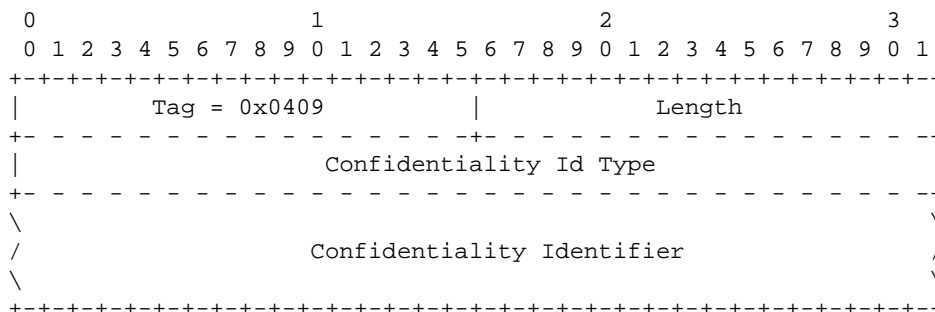 0                   1                   2                   3
 0 1 2 3 4 5 6 7 8 9 0 1 2 3 4 5 6 7 8 9 0 1 2 3 4 5 6 7 8 9 0 1
+-+-+-+-+-+-+-+-+-+-+-+-+-+-+-+-+-+-+-+-+-+-+-+-+-+-+-+-+-+-+-+-
|         Tag = 0x0409          |            Length
+- - - - - - - - - - - - - - - -+- - - - - - - - - - - - - - - --
|                     Confidentiality Id Type
+- - - - - - - - - - - - - - - - - - - - - - - - - - - - - - - --
\                                                               \
/                    Confidentiality Identifier                 /
\                                                               \
+-+-+-+-+-+-+-+-+-+-+-+-+-+-+-+-+-+-+-+-+-+-+-+-+-+-+-+-+-+-+-+-